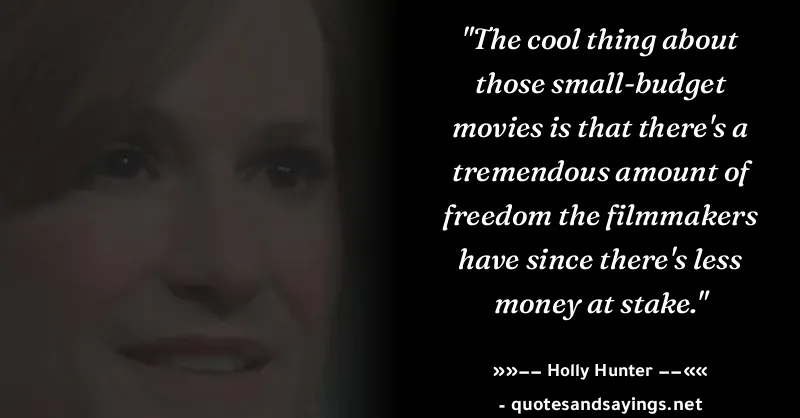 "The cool thing about
those small-budget
movies is that there's a
tremendous amount of
freedom the filmmakers
have since there's less
money at stake."
»»-- Holly Hunter --««
- quotesandsayings.net